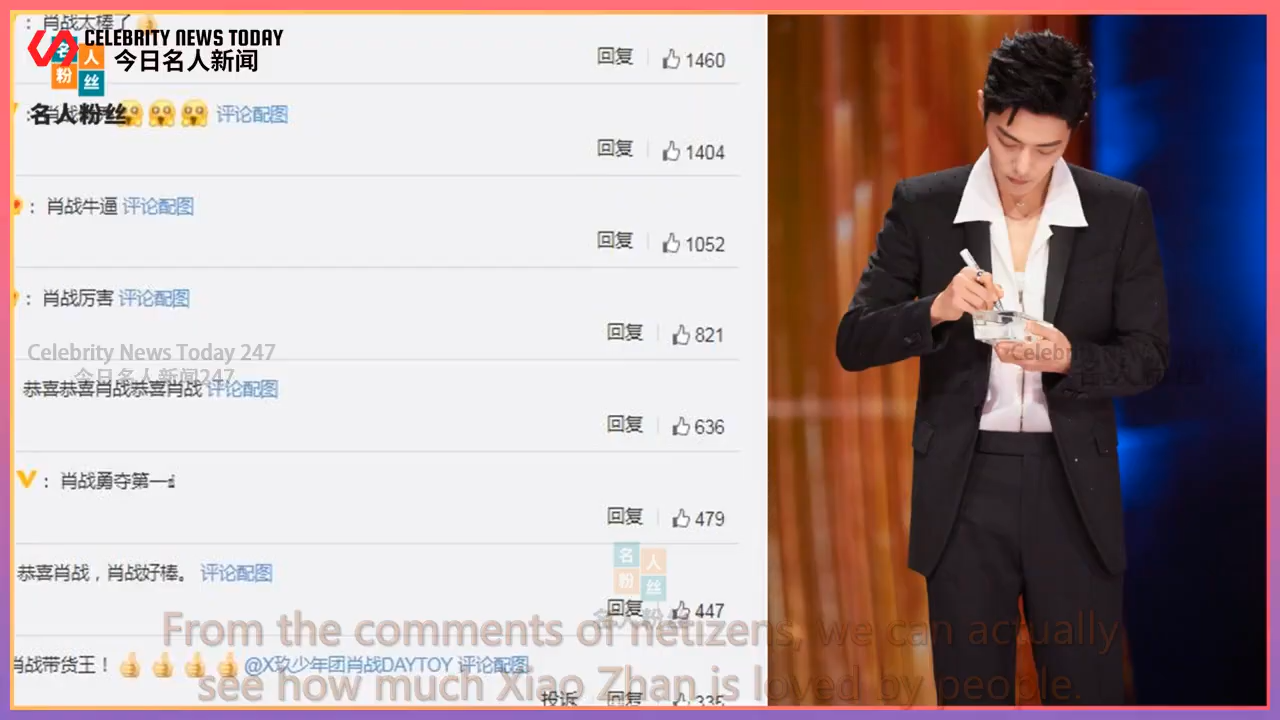 ：肖战太棒了
CELEBRITY NEWS TODAY
今日名人新闻
名人
粉丝
名人粉丝
回复 1460
评论配图
回复 1404
：肖战牛逼 评论配图
回复 1052
：肖战厉害 评论配图
回复 821
Celebrity News Today 247
今日名人新闻247
恭喜恭喜肖战恭喜肖战 评论配图
回复 636
：肖战勇夺第一
回复 479
恭喜肖战，肖战好棒。 评论配图
名人
粉丝
回复 447
From the comments of netizens, we can actually
肖战带货王！ @X玖少年团肖战DAYTOY 评论配图
see how much Xiao Zhan is loved by people.
投诉 回复 335